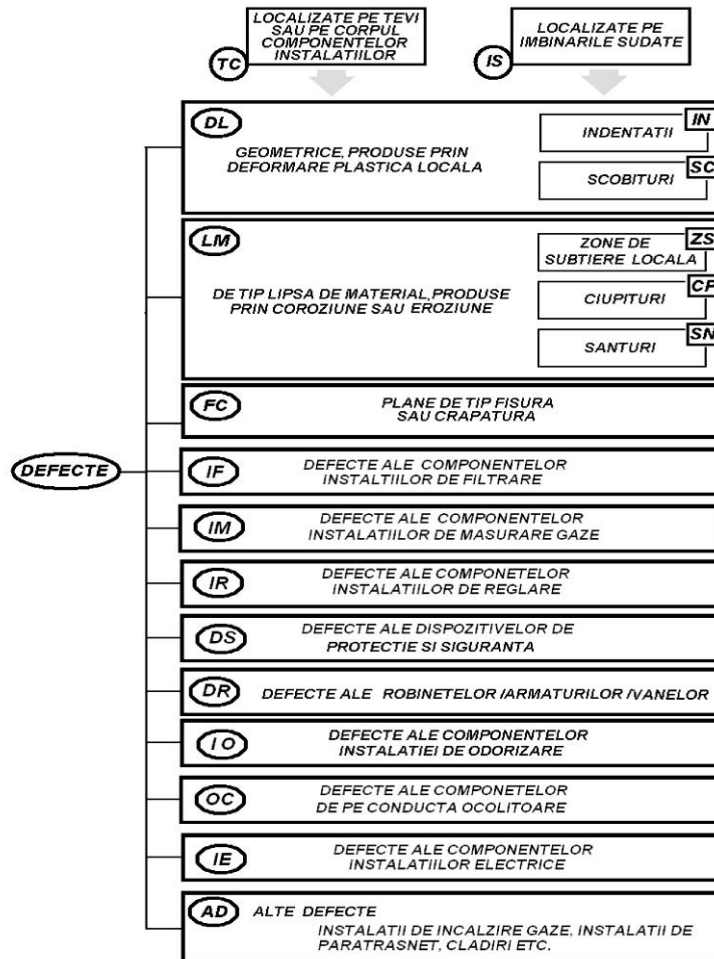 LOCALIZATE PE TEVI
SAU PE CORPUL
COMPONENTELOR
INSTALATIILOR
TC
LOCALIZATE PE
IMBINARILE SUDATE
IS
DL
GEOMETRICE, PRODUSE PRIN
DEFORMARE PLASTICA LOCALA
INDENTATII
IN
SCOBITURI
SC
LM
DE TIP LIPSA DE MATERIAL, PRODUSE
PRIN COROZIUNE SAU EROZIUNE
ZONE DE
SUBTIERE LOCALA
ZS
CIUPITURI
CP
SANTURI
SN
FC
PLANE DE TIP FISURA
SAU CRAPATURA
DEFECTE
IF
DEFECTE ALE COMPONENTELOR
INSTALTIILOR DE FILTRARE
IM
DEFECTE ALE COMPONENTELOR
INSTALATIILOR DE MASURARE GAZE
IR
DEFECTE ALE COMPONETELOR
INSTALATIILOR DE REGLARE
DS
DEFECTE ALE DISPOZITIVELOR DE
PROTECTIE SI SIGURANTA
DR
DEFECTE ALE ROBINETELOR /ARMATURILOR /VANELOR
IO
DEFECTE ALE COMPONENTELOR
INSTALATIEI DE ODORIZARE
OC
DEFECTE ALE COMPONETELOR
DE PE CONDUCTA OCOLITOARE
IE
DEFECTE ALE COMPONENTELOR
INSTALATIILOR ELECTRICE
AD
ALTE DEFECTE
INSTALATII DE INCALZIRE GAZE, INSTALATII DE
PARATRASNET, CLADIRI ETC.